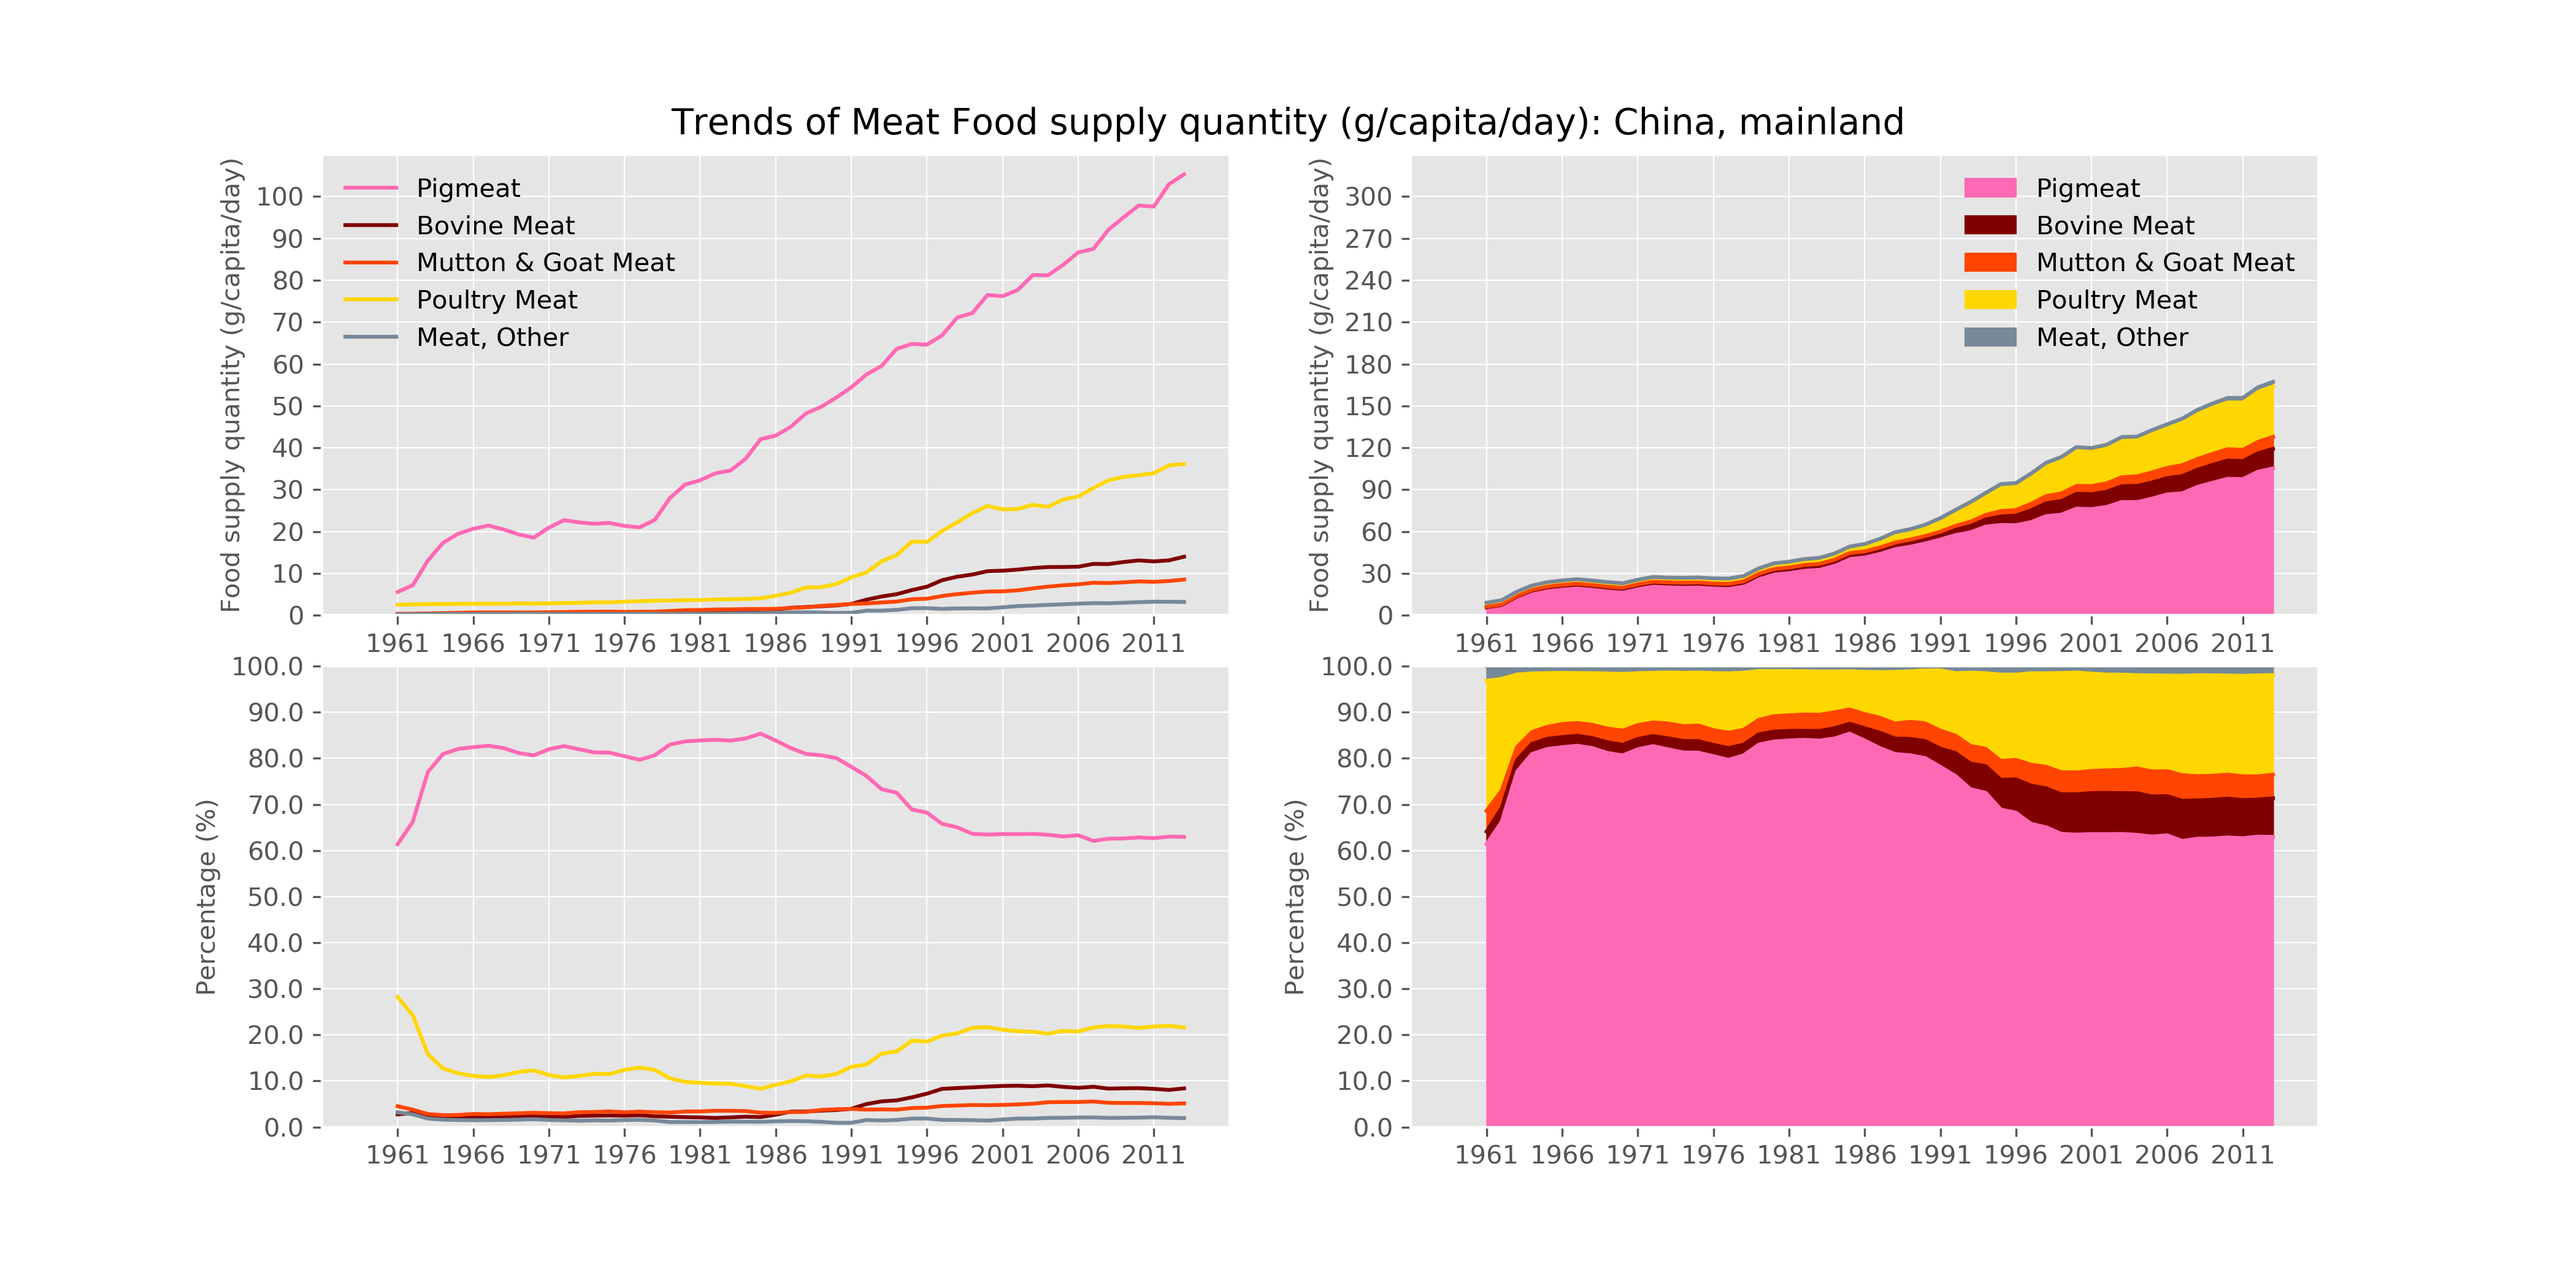 Trends of Meat Food supply quantity (g/capita/day): China, mainland
Food supply quantity (g/capita/day)
100
90
80
70
60
50
40
30
20
10
0
Pigmeat
Bovine Meat
Mutton & Goat Meat
Poultry Meat
Meat, Other
1961 1966 1971 1976 1981 1986 1991 1996 2001 2006 2011
Food supply quantity (g/capita/day)
300
270
240
210
180
150
120
90
60
30
0
Pigmeat
Bovine Meat
Mutton & Goat Meat
Poultry Meat
Meat, Other
1961 1966 1971 1976 1981 1986 1991 1996 2001 2006 2011
Percentage (%)
100.0
90.0
80.0
70.0
60.0
50.0
40.0
30.0
20.0
10.0
0.0
1961 1966 1971 1976 1981 1986 1991 1996 2001 2006 2011
Percentage (%)
100.0
90.0
80.0
70.0
60.0
50.0
40.0
30.0
20.0
10.0
0.0
1961 1966 1971 1976 1981 1986 1991 1996 2001 2006 2011